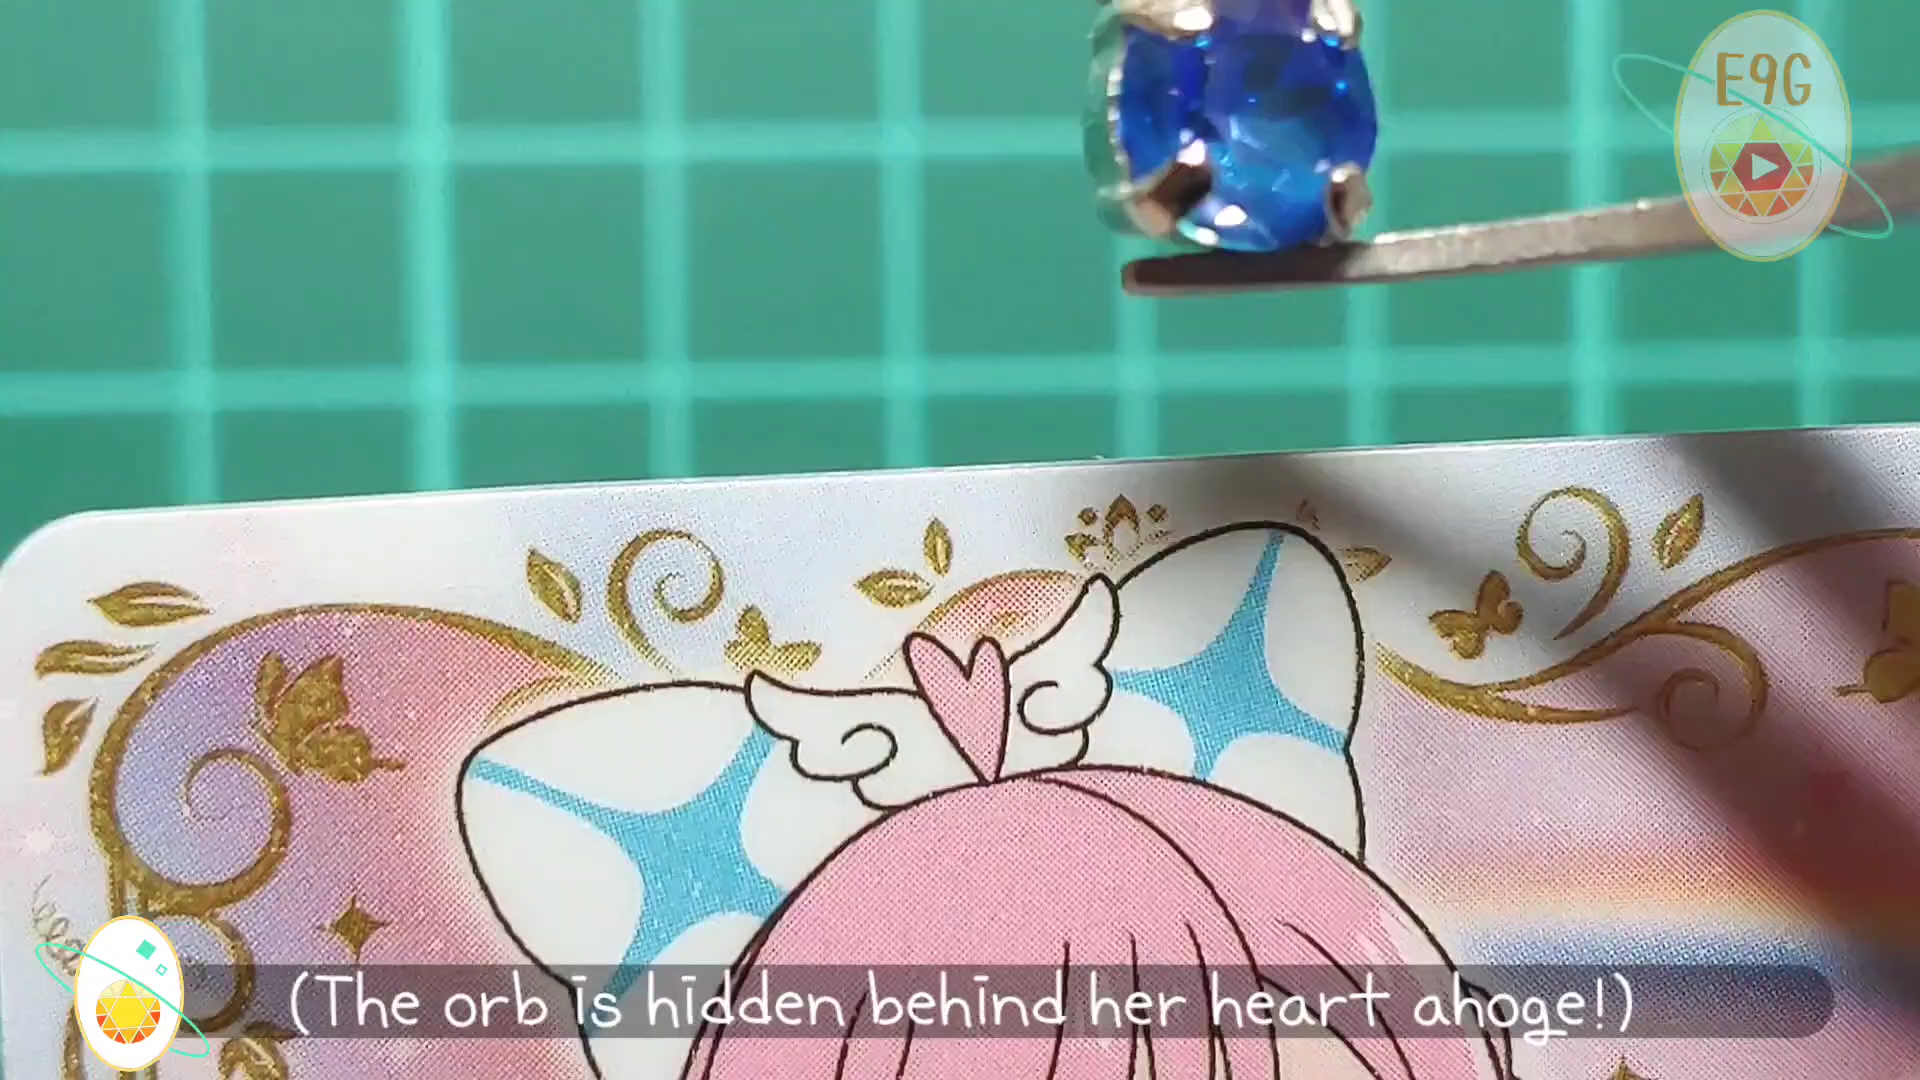 E9G
(The orb is hidden behind her heart ahoge!)